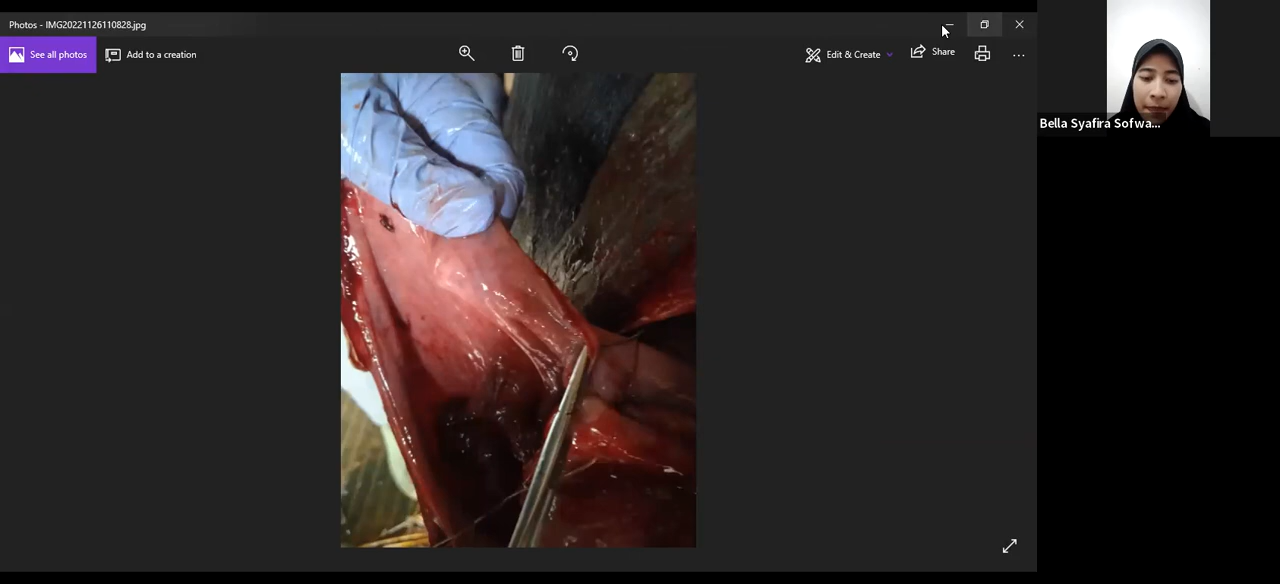 Photos - IMG20221126110828.jpg
See all photos
Add to a creation
Edit & Create
Share
Bella Syafira Sofwa...